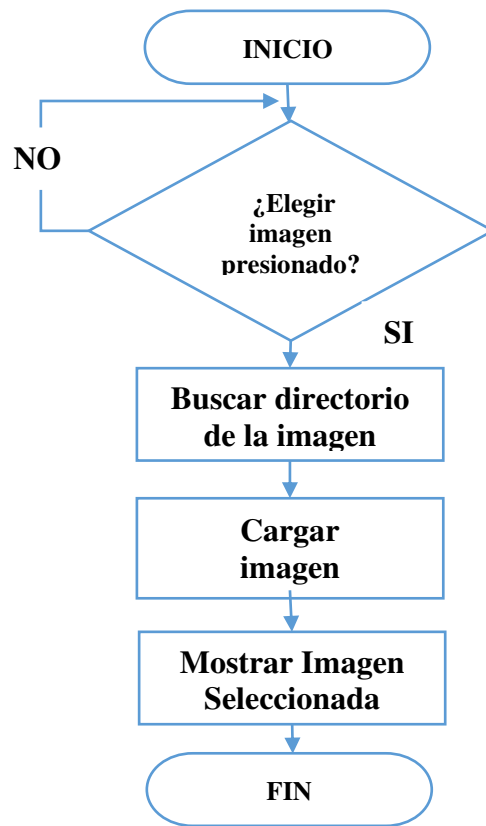 INICIO
NO
¿Elegir
imagen
presionado?
SI
Buscar directorio
de la imagen
Cargar
imagen
Mostrar Imagen
Seleccionada
FIN